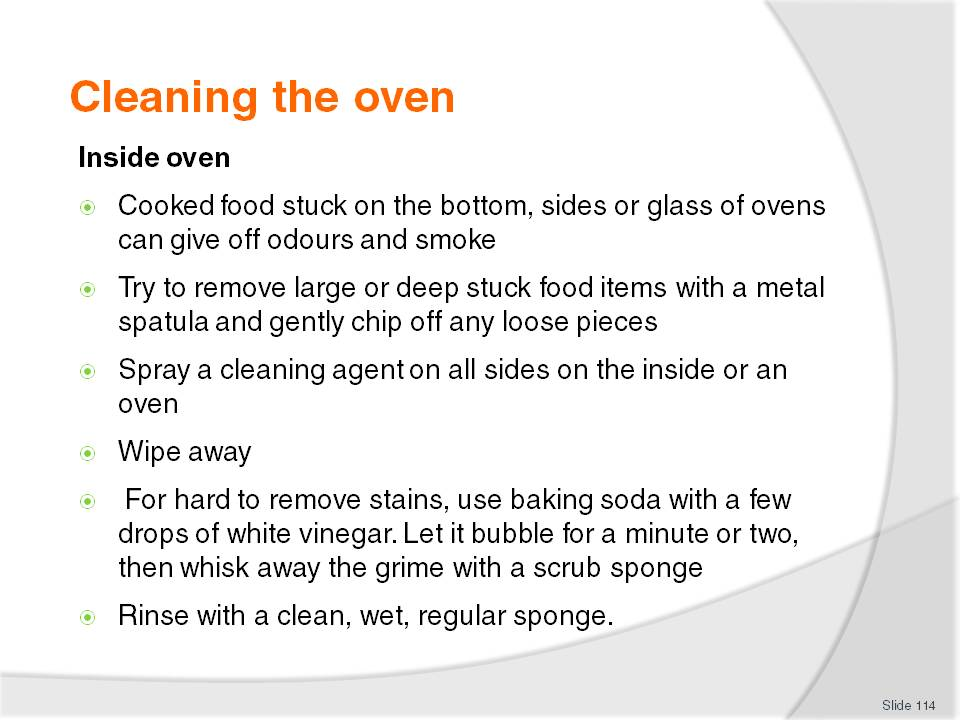 Cleaning the oven
Inside oven
Cooked food stuck on the bottom, sides or glass of ovens
can give off odours and smoke
Try to remove large or deep stuck food items with a metal
spatula and gently chip off any loose pieces
Spray a cleaning agent on all sides on the inside or an
oven
Wipe away
For hard to remove stains, use baking soda with a few
drops of white vinegar. Let it bubble for a minute or two,
then whisk away the grime with a scrub sponge
Rinse with a clean, wet, regular sponge.
Slide 114